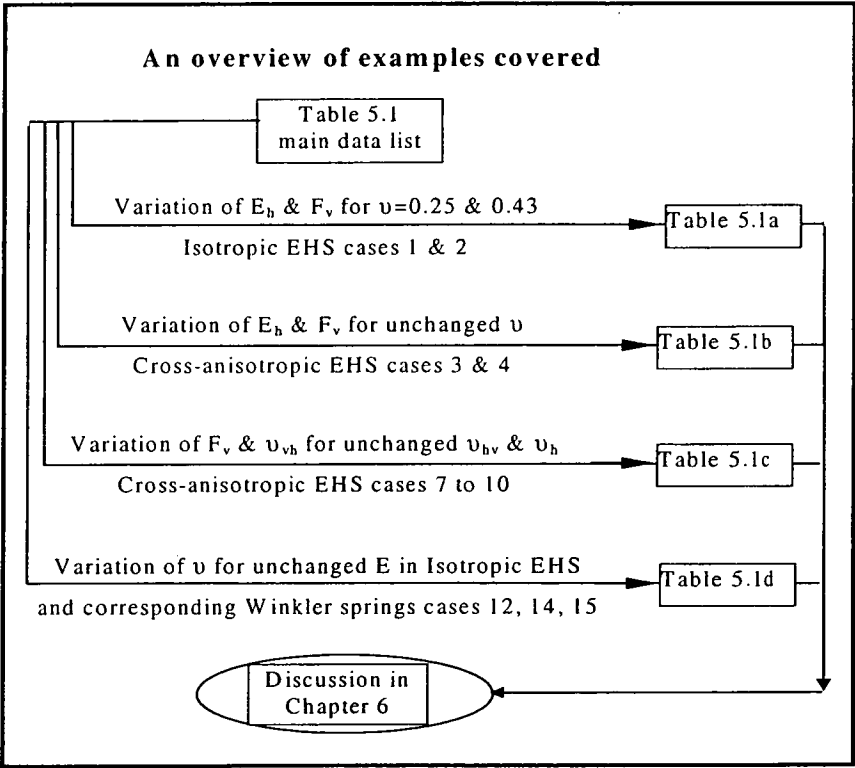 An overview of examples covered
Table 5.1
main data list
Variation of Eₕ & Fᵥ for υ=0.25 & 0.43
Table 5.1a
Isotropic EHS cases 1 & 2
Variation of Eₕ & Fᵥ for unchanged υ
Table 5.1b
Cross-anisotropic EHS cases 3 & 4
Variation of Fᵥ & υᵥₕ for unchanged υₕᵥ & υₕ
Table 5.1c
Cross-anisotropic EHS cases 7 to 10
Variation of υ for unchanged E in Isotropic EHS
Table 5.1d
and corresponding Winkler springs cases 12, 14, 15
Discussion in
Chapter 6